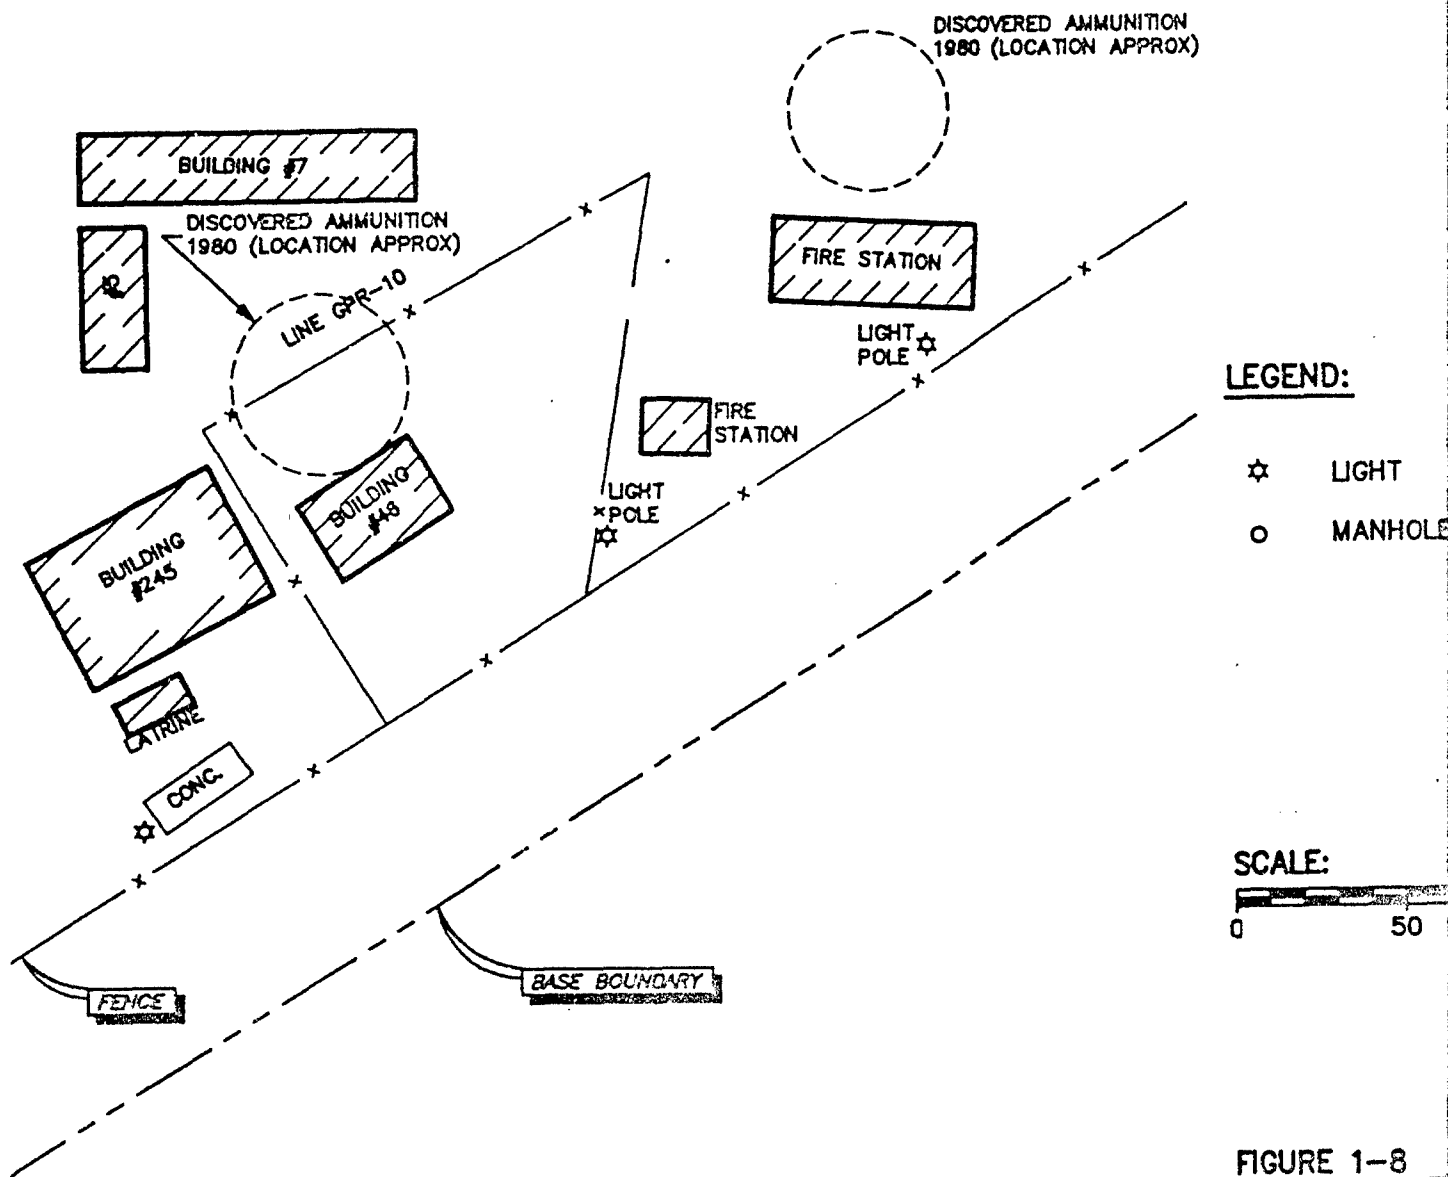 DISCOVERED AMMUNITION
1980 (LOCATION APPROX)
BUILDING #7
DISCOVERED AMMUNITION
1980 (LOCATION APPROX)
FIRE STATION
LINE GPR-10
LIGHT
POLE
LEGEND:
FIRE
STATION
LIGHT
MANHOLE
LIGHT
POLE
BUILDING
#48
BUILDING
#245
LATRINE
CONC.
SCALE:
0 50
FENCE
BASE BOUNDARY
FIGURE 1-8